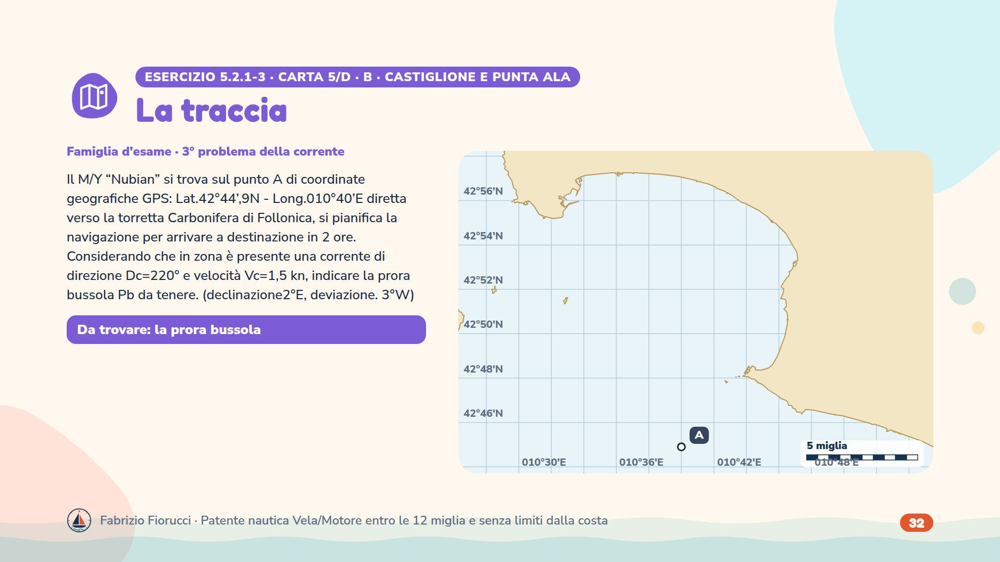 ESERCIZIO 5.2.1-3 · CARTA 5/D · B · CASTIGLIONE E PUNTA ALA
La traccia
Famiglia d'esame · 3° problema della corrente
Il M/Y “Nubian” si trova sul punto A di coordinate
geografiche GPS: Lat.42°44’,9N - Long.010°40’E diretta
verso la torretta Carbonifera di Follonica, si pianifica la
navigazione per arrivare a destinazione in 2 ore.
Considerando che in zona è presente una corrente di
direzione Dc=220° e velocità Vc=1,5 kn, indicare la prora
bussola Pb da tenere. (declinazione2°E, deviazione. 3°W)
Da trovare: la prora bussola
42°56'N
42°54'N
42°52'N
42°50'N
42°48'N
42°46'N
A
5 miglia
010°30'E
010°36'E
010°42'E
010°48'E
Fabrizio Fiorucci · Patente nautica Vela/Motore entro le 12 miglia e senza limiti dalla costa
32